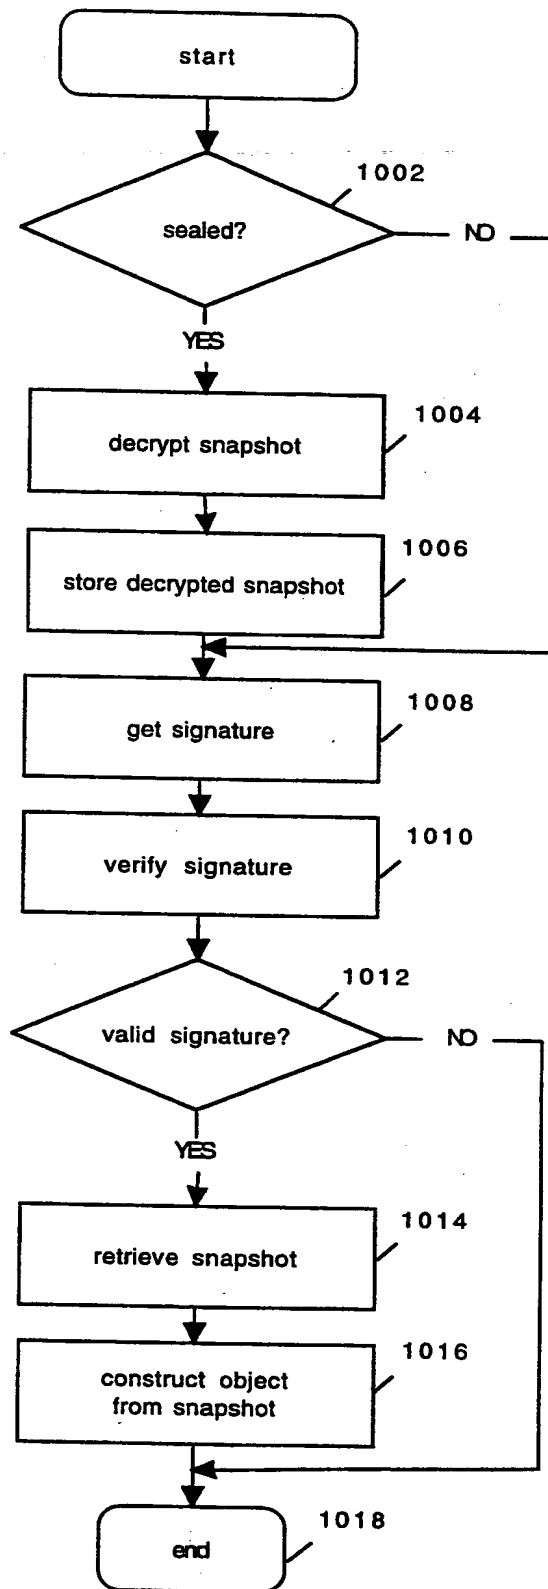 start
1002
sealed?
NO
YES
1004
decrypt snapshot
1006
store decrypted snapshot
1008
get signature
1010
verify signature
1012
valid signature?
NO
YES
1014
retrieve snapshot
1016
construct object
from snapshot
1018
end